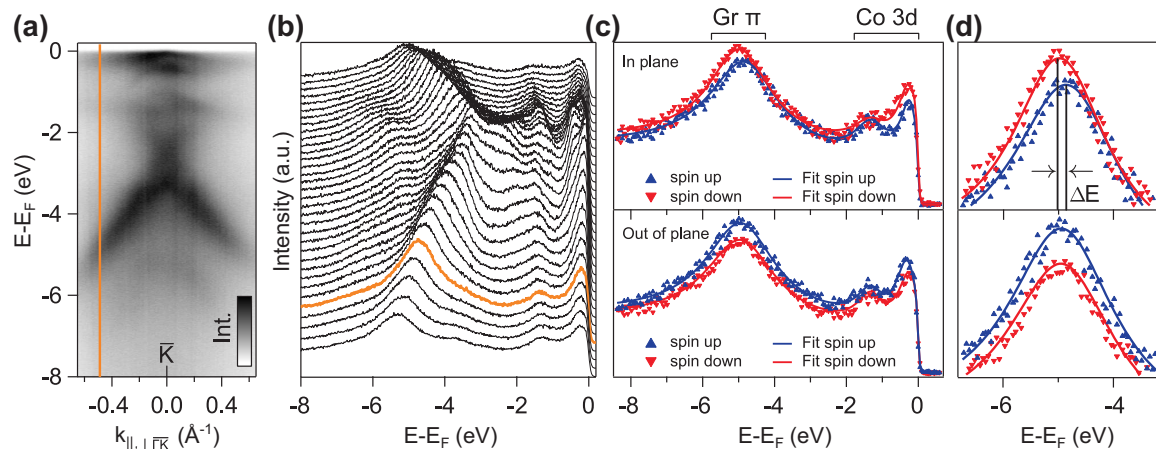 (a)
0
-2
-4
-6
-8
E-E_F (eV)
Int.
K̅
-0.4 0.0 0.4
k_||,⊥Γ̅K̅ (Å⁻¹)
(b)
Intensity (a.u.)
-8 -6 -4 -2 0
E-E_F (eV)
(c)
Gr π Co 3d
In plane
spin up Fit spin up
spin down Fit spin down
Out of plane
spin up Fit spin up
spin down Fit spin down
-8 -6 -4 -2 0
E-E_F (eV)
(d)
ΔE
-6 -4
E-E_F (eV)